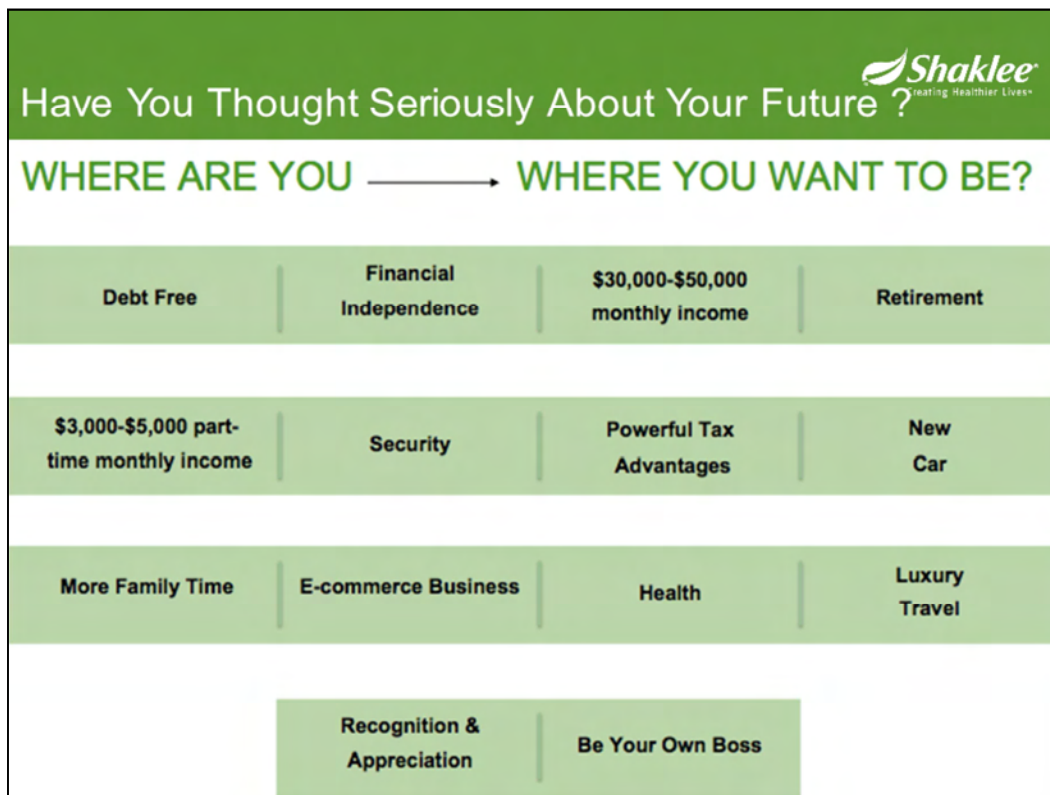 Shaklee
Creating Healthier Lives
Have You Thought Seriously About Your Future ?
WHERE ARE YOU WHERE YOU WANT TO BE?
Debt Free
Financial
Independence
$30,000-$50,000
monthly income
Retirement
$3,000-$5,000 part-
time monthly income
Security
Powerful Tax
Advantages
New
Car
More Family Time
E-commerce Business
Health
Luxury
Travel
Recognition &
Appreciation
Be Your Own Boss